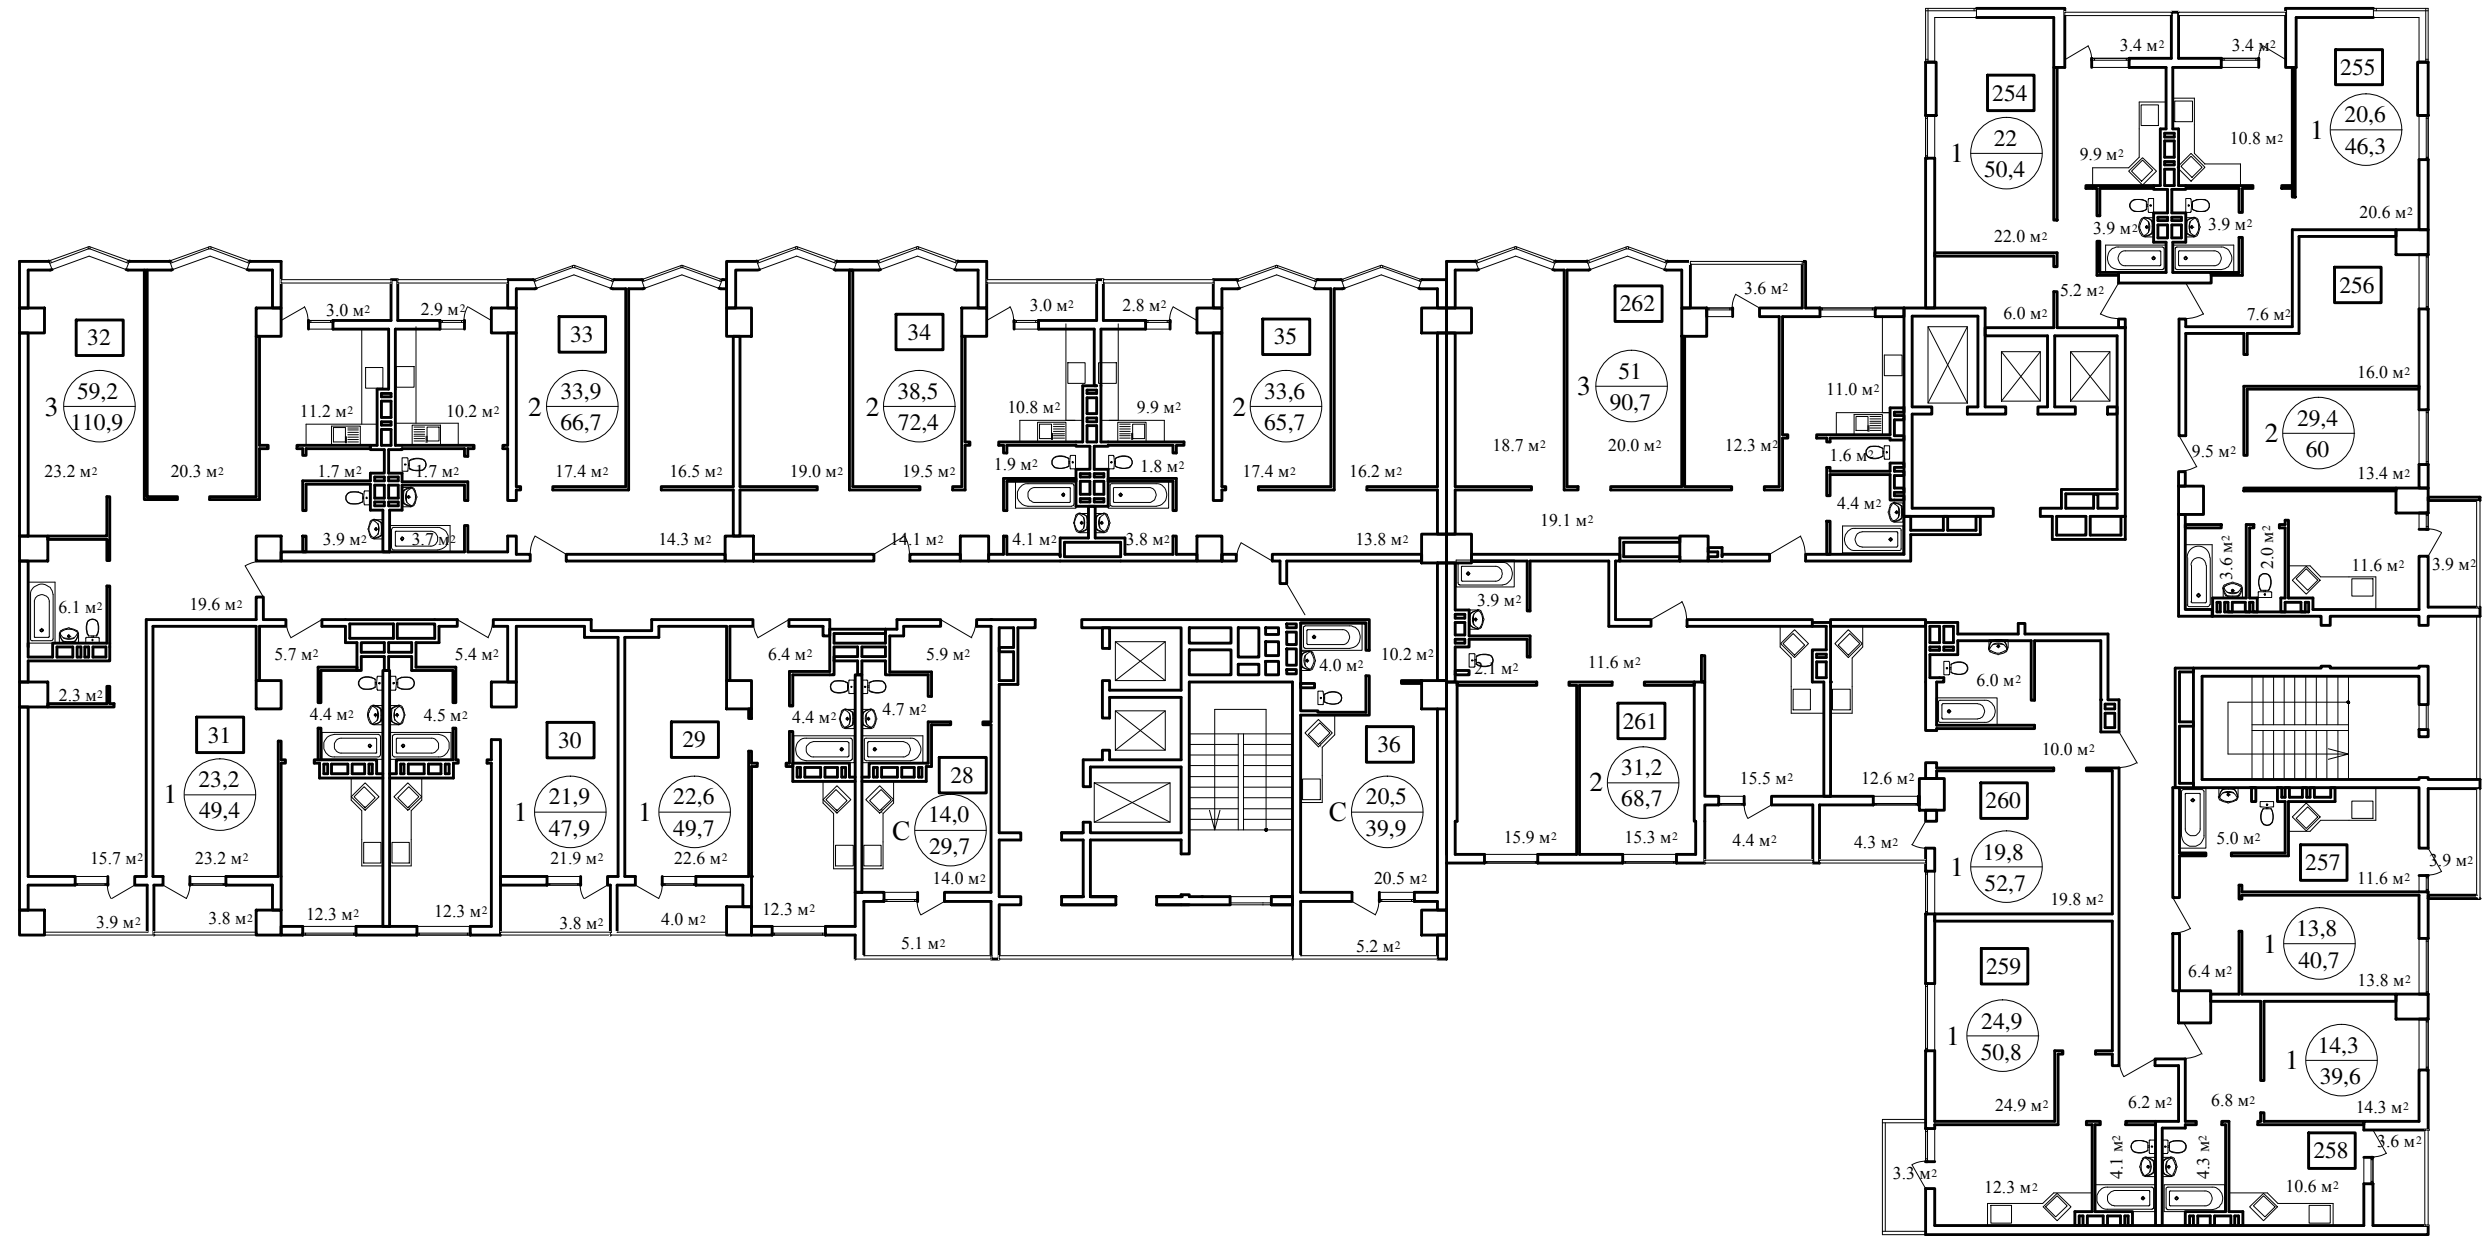 3.4 м²
3.4 м²
254
255
1
22
50,4
1
20,6
46,3
9.9 м²
10.8 м²
3.9 м²
3.9 м²
22.0 м²
20.6 м²
5.2 м²
6.0 м²
7.6 м²
256
16.0 м²
2
29,4
60
9.5 м²
13.4 м²
3.6 м²
2.0 м²
11.6 м²
3.9 м²
32
3
59,2
110,9
23.2 м²
20.3 м²
3.0 м²
2.9 м²
11.2 м²
10.2 м²
1.7 м²
1.7 м²
3.9 м²
3.7 м²
33
2
33,9
66,7
17.4 м²
16.5 м²
14.3 м²
34
2
38,5
72,4
19.0 м²
19.5 м²
14.1 м²
3.0 м²
2.8 м²
10.8 м²
9.9 м²
1.9 м²
1.8 м²
4.1 м²
3.8 м²
35
2
33,6
65,7
17.4 м²
16.2 м²
13.8 м²
262
3
51
90,7
3.6 м²
11.0 м²
18.7 м²
20.0 м²
12.3 м²
1.6 м²
4.4 м²
19.1 м²
6.1 м²
19.6 м²
2.3 м²
15.7 м²
3.9 м²
31
1
23,2
49,4
23.2 м²
3.8 м²
5.7 м²
5.4 м²
4.4 м²
4.5 м²
12.3 м²
12.3 м²
30
1
21,9
47,9
21.9 м²
3.8 м²
29
1
22,6
49,7
22.6 м²
4.0 м²
6.4 м²
5.9 м²
4.4 м²
4.7 м²
12.3 м²
28
С
14,0
29,7
14.0 м²
5.1 м²
4.0 м²
10.2 м²
36
С
20,5
39,9
20.5 м²
5.2 м²
3.9 м²
2.1 м²
11.6 м²
261
2
31,2
68,7
15.9 м²
15.3 м²
15.5 м²
4.4 м²
12.6 м²
4.3 м²
6.0 м²
10.0 м²
260
1
19,8
52,7
19.8 м²
5.0 м²
257
11.6 м²
3.9 м²
1
13,8
40,7
6.4 м²
13.8 м²
259
1
24,9
50,8
24.9 м²
6.2 м²
4.1 м²
3.3 м²
12.3 м²
1
14,3
39,6
6.8 м²
14.3 м²
4.3 м²
258
3.6 м²
10.6 м²